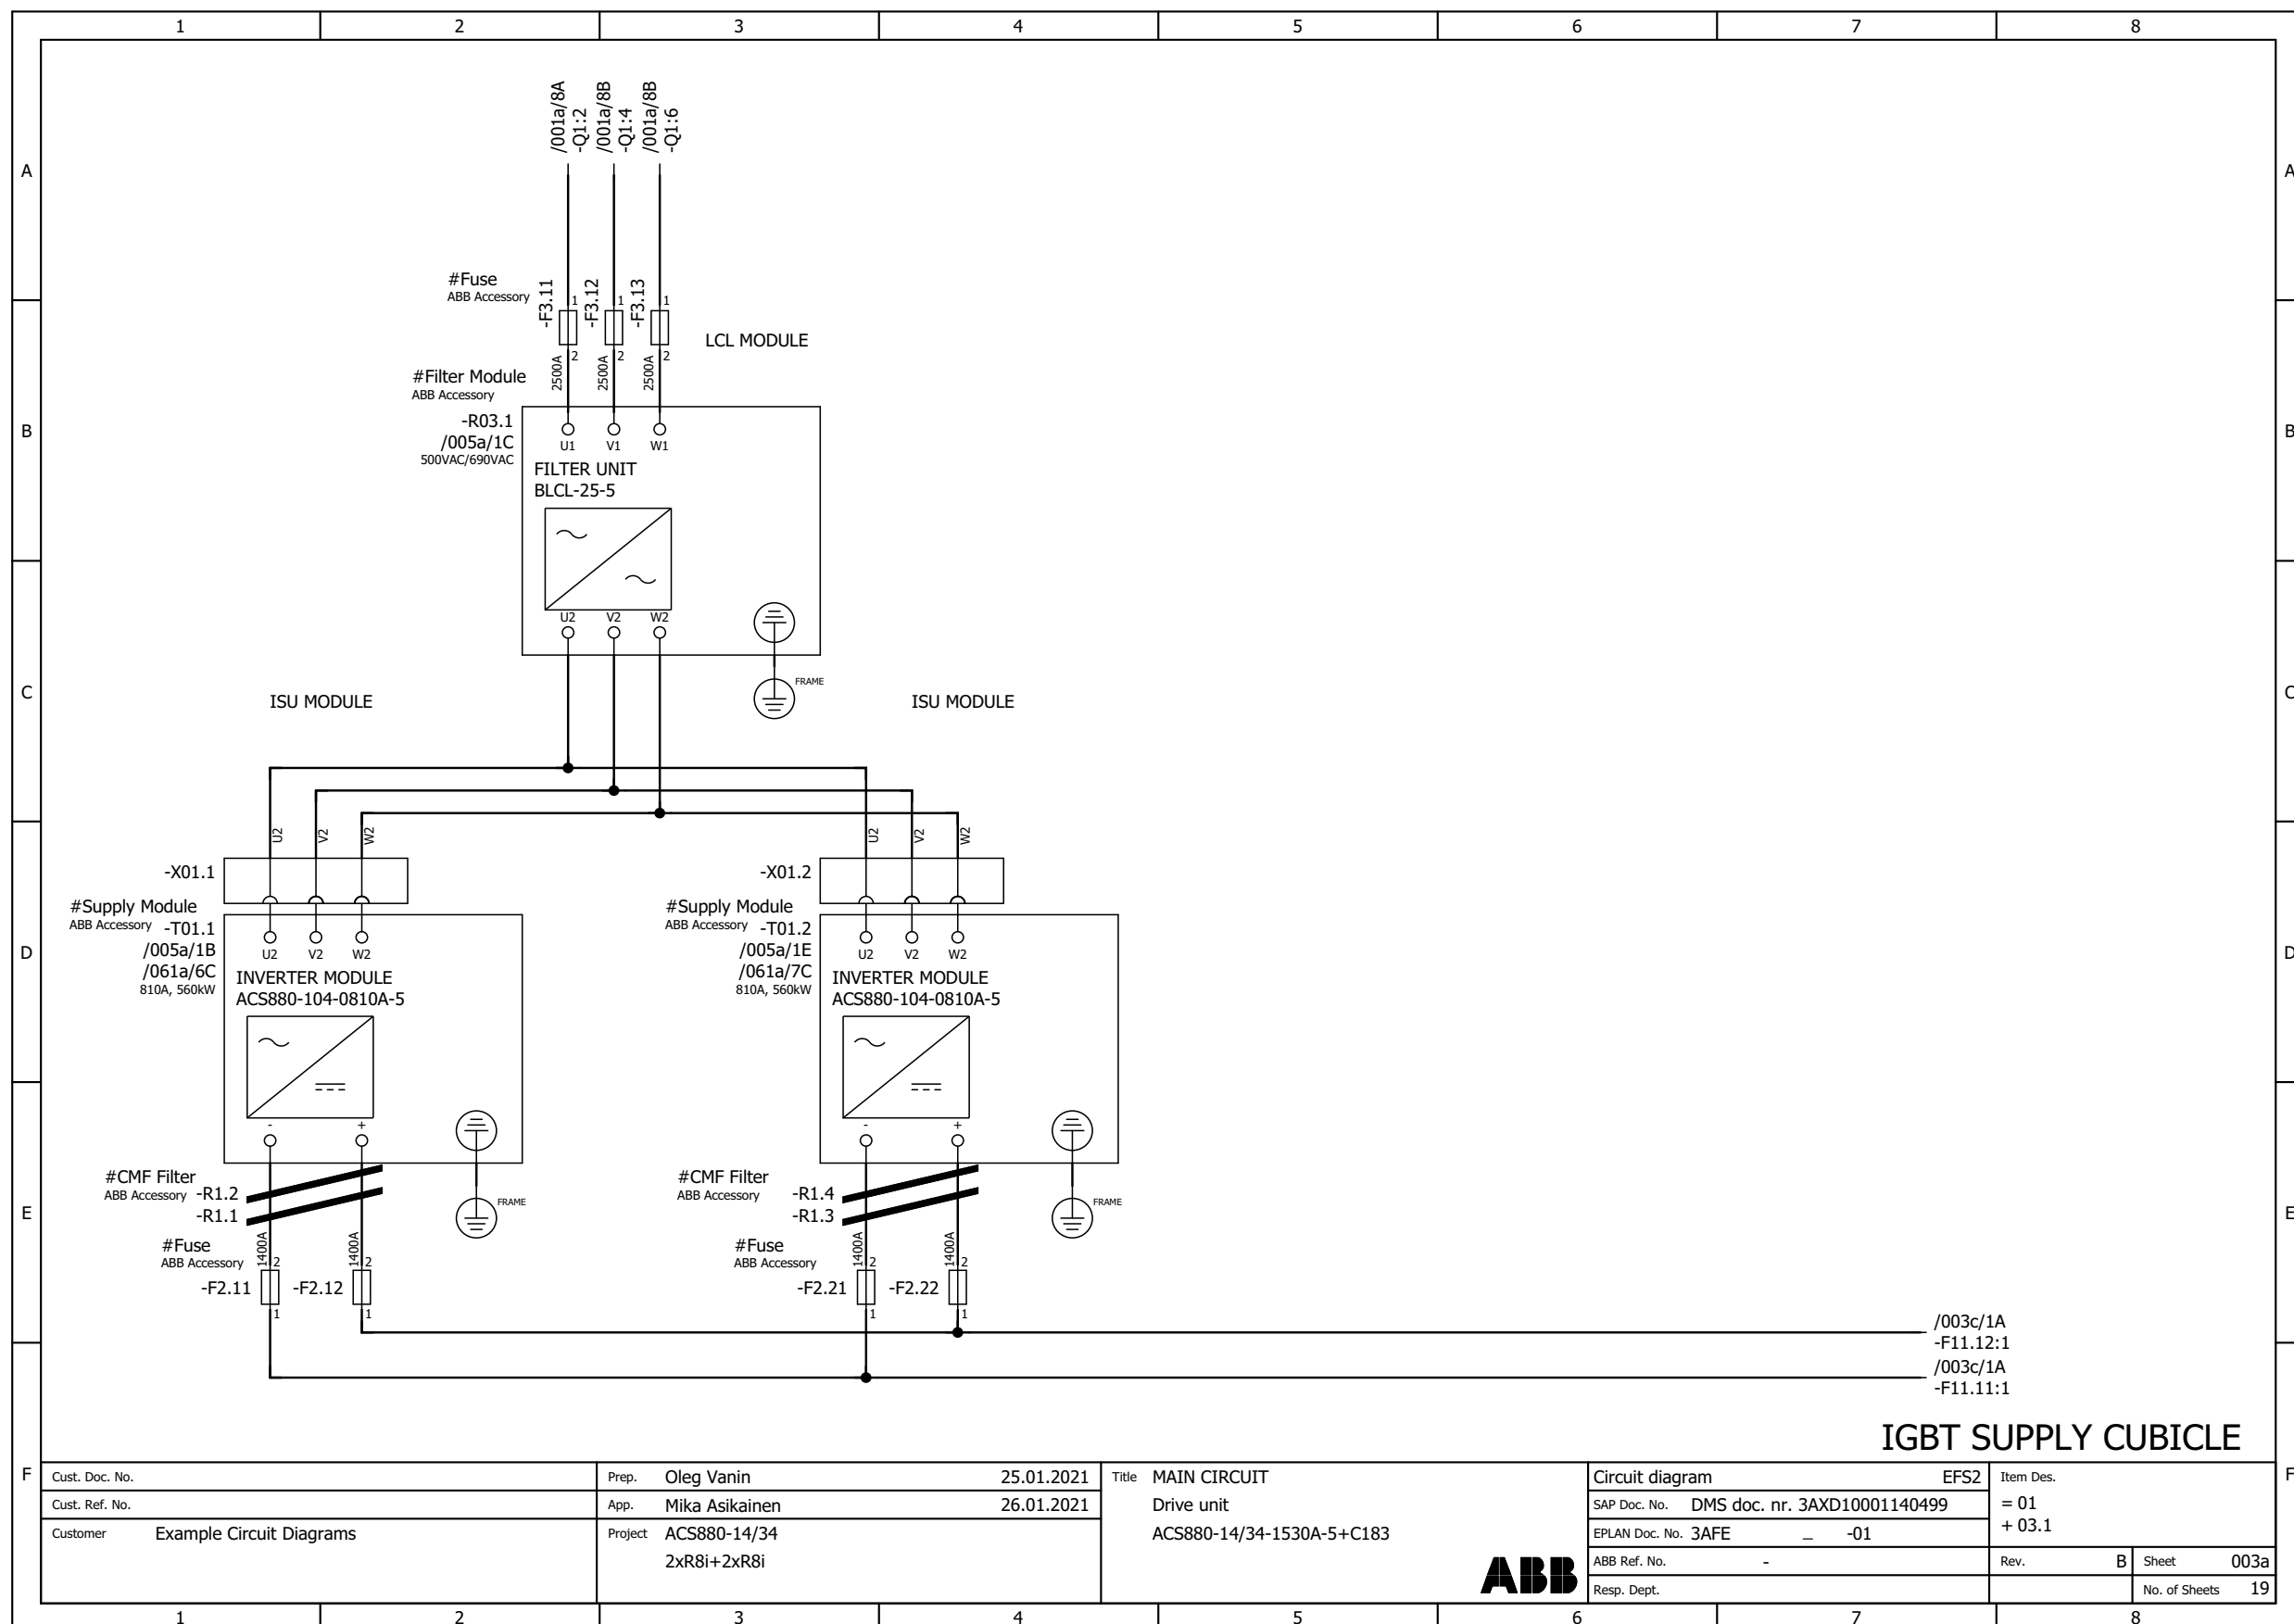 1 2 3 4 5 6 7 8
/001a/8A
-Q1:2
/001a/8B
-Q1:4
/001a/8B
-Q1:6
A A
#Fuse
ABB Accessory
-F3.11 1
-F3.12 1
-F3.13 1
LCL MODULE
2 2 2
2500A 2500A 2500A
#Filter Module
ABB Accessory
B B
-R03.1
/005a/1C
500VAC/690VAC
U1 V1 W1
FILTER UNIT
BLCL-25-5
U2 V2 W2
FRAME
C C
ISU MODULE ISU MODULE
U2 V2 W2 U2 V2 W2
-X01.1 -X01.2
#Supply Module #Supply Module
ABB Accessory -T01.1 ABB Accessory -T01.2
D D
/005a/1B U2 V2 W2 /005a/1E U2 V2 W2
/061a/6C INVERTER MODULE /061a/7C INVERTER MODULE
810A, 560kW ACS880-104-0810A-5 810A, 560kW ACS880-104-0810A-5
- + - +
#CMF Filter #CMF Filter
ABB Accessory -R1.2 ABB Accessory -R1.4
FRAME FRAME
E E
-R1.1 -R1.3
#Fuse #Fuse
ABB Accessory ABB Accessory
1400A 2 1400A 2 1400A 2 1400A 2
-F2.11 -F2.12 -F2.21 -F2.22
1 1 1 1
/003c/1A
-F11.12:1
/003c/1A
-F11.11:1
IGBT SUPPLY CUBICLE
F F
Cust. Doc. No.
Cust. Ref. No.
Customer Example Circuit Diagrams
Prep. Oleg Vanin 25.01.2021
App. Mika Asikainen 26.01.2021
Project ACS880-14/34
2xR8i+2xR8i
Title MAIN CIRCUIT
Drive unit
ACS880-14/34-1530A-5+C183
ABB
Circuit diagram EFS2
SAP Doc. No. DMS doc. nr. 3AXD10001140499
EPLAN Doc. No. 3AFE _ -01
ABB Ref. No. -
Resp. Dept.
Item Des.
= 01
+ 03.1
Rev. B Sheet 003a
No. of Sheets 19
1 2 3 4 5 6 7 8